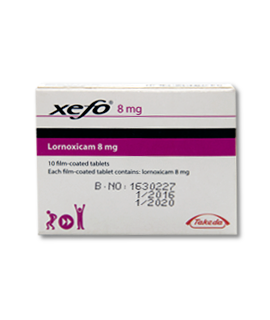 xefo® 8 mg
Lornoxicam 8 mg
10 film-coated tablets
Each film-coated tablet contains: lornoxicam 8 mg
B·NO: 1630227
1/2016
1/2020
Takeda